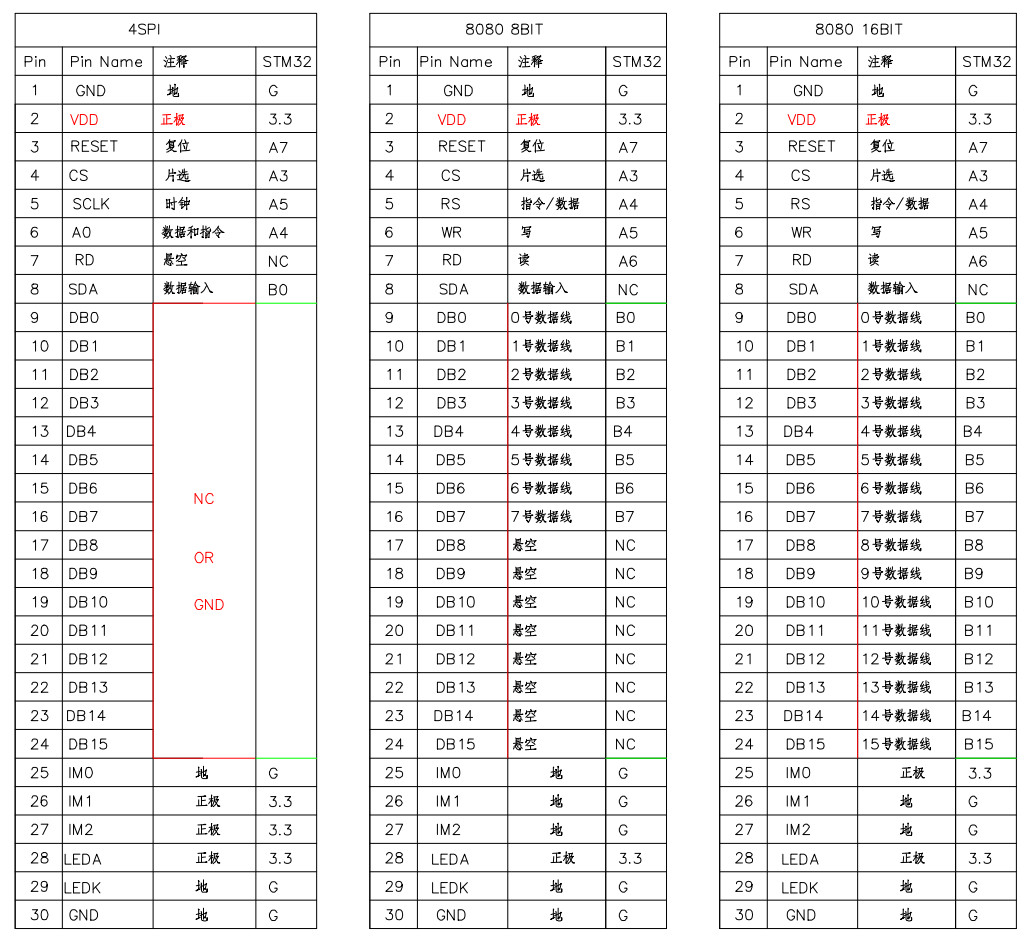 4SPI
Pin Pin Name 注释 STM32
1 GND 地 G
2 VDD 正极 3.3
3 RESET 复位 A7
4 CS 片选 A3
5 SCLK 时钟 A5
6 A0 数据和指令 A4
7 RD 悬空 NC
8 SDA 数据输入 B0
9 DB0
10 DB1
11 DB2
12 DB3
13 DB4
14 DB5
15 DB6
16 DB7
17 DB8
18 DB9
19 DB10
20 DB11
21 DB12
22 DB13
23 DB14
24 DB15
NC
OR
GND
25 IM0 地 G
26 IM1 正极 3.3
27 IM2 正极 3.3
28 LEDA 正极 3.3
29 LEDK 地 G
30 GND 地 G
8080 8BIT
Pin Pin Name 注释 STM32
1 GND 地 G
2 VDD 正极 3.3
3 RESET 复位 A7
4 CS 片选 A3
5 RS 指令/数据 A4
6 WR 写 A5
7 RD 读 A6
8 SDA 数据输入 NC
9 DB0 0号数据线 B0
10 DB1 1号数据线 B1
11 DB2 2号数据线 B2
12 DB3 3号数据线 B3
13 DB4 4号数据线 B4
14 DB5 5号数据线 B5
15 DB6 6号数据线 B6
16 DB7 7号数据线 B7
17 DB8 悬空 NC
18 DB9 悬空 NC
19 DB10 悬空 NC
20 DB11 悬空 NC
21 DB12 悬空 NC
22 DB13 悬空 NC
23 DB14 悬空 NC
24 DB15 悬空 NC
25 IM0 地 G
26 IM1 地 G
27 IM2 地 G
28 LEDA 正极 3.3
29 LEDK 地 G
30 GND 地 G
8080 16BIT
Pin Pin Name 注释 STM32
1 GND 地 G
2 VDD 正极 3.3
3 RESET 复位 A7
4 CS 片选 A3
5 RS 指令/数据 A4
6 WR 写 A5
7 RD 读 A6
8 SDA 数据输入 NC
9 DB0 0号数据线 B0
10 DB1 1号数据线 B1
11 DB2 2号数据线 B2
12 DB3 3号数据线 B3
13 DB4 4号数据线 B4
14 DB5 5号数据线 B5
15 DB6 6号数据线 B6
16 DB7 7号数据线 B7
17 DB8 8号数据线 B8
18 DB9 9号数据线 B9
19 DB10 10号数据线 B10
20 DB11 11号数据线 B11
21 DB12 12号数据线 B12
22 DB13 13号数据线 B13
23 DB14 14号数据线 B14
24 DB15 15号数据线 B15
25 IM0 正极 3.3
26 IM1 地 G
27 IM2 地 G
28 LEDA 正极 3.3
29 LEDK 地 G
30 GND 地 G